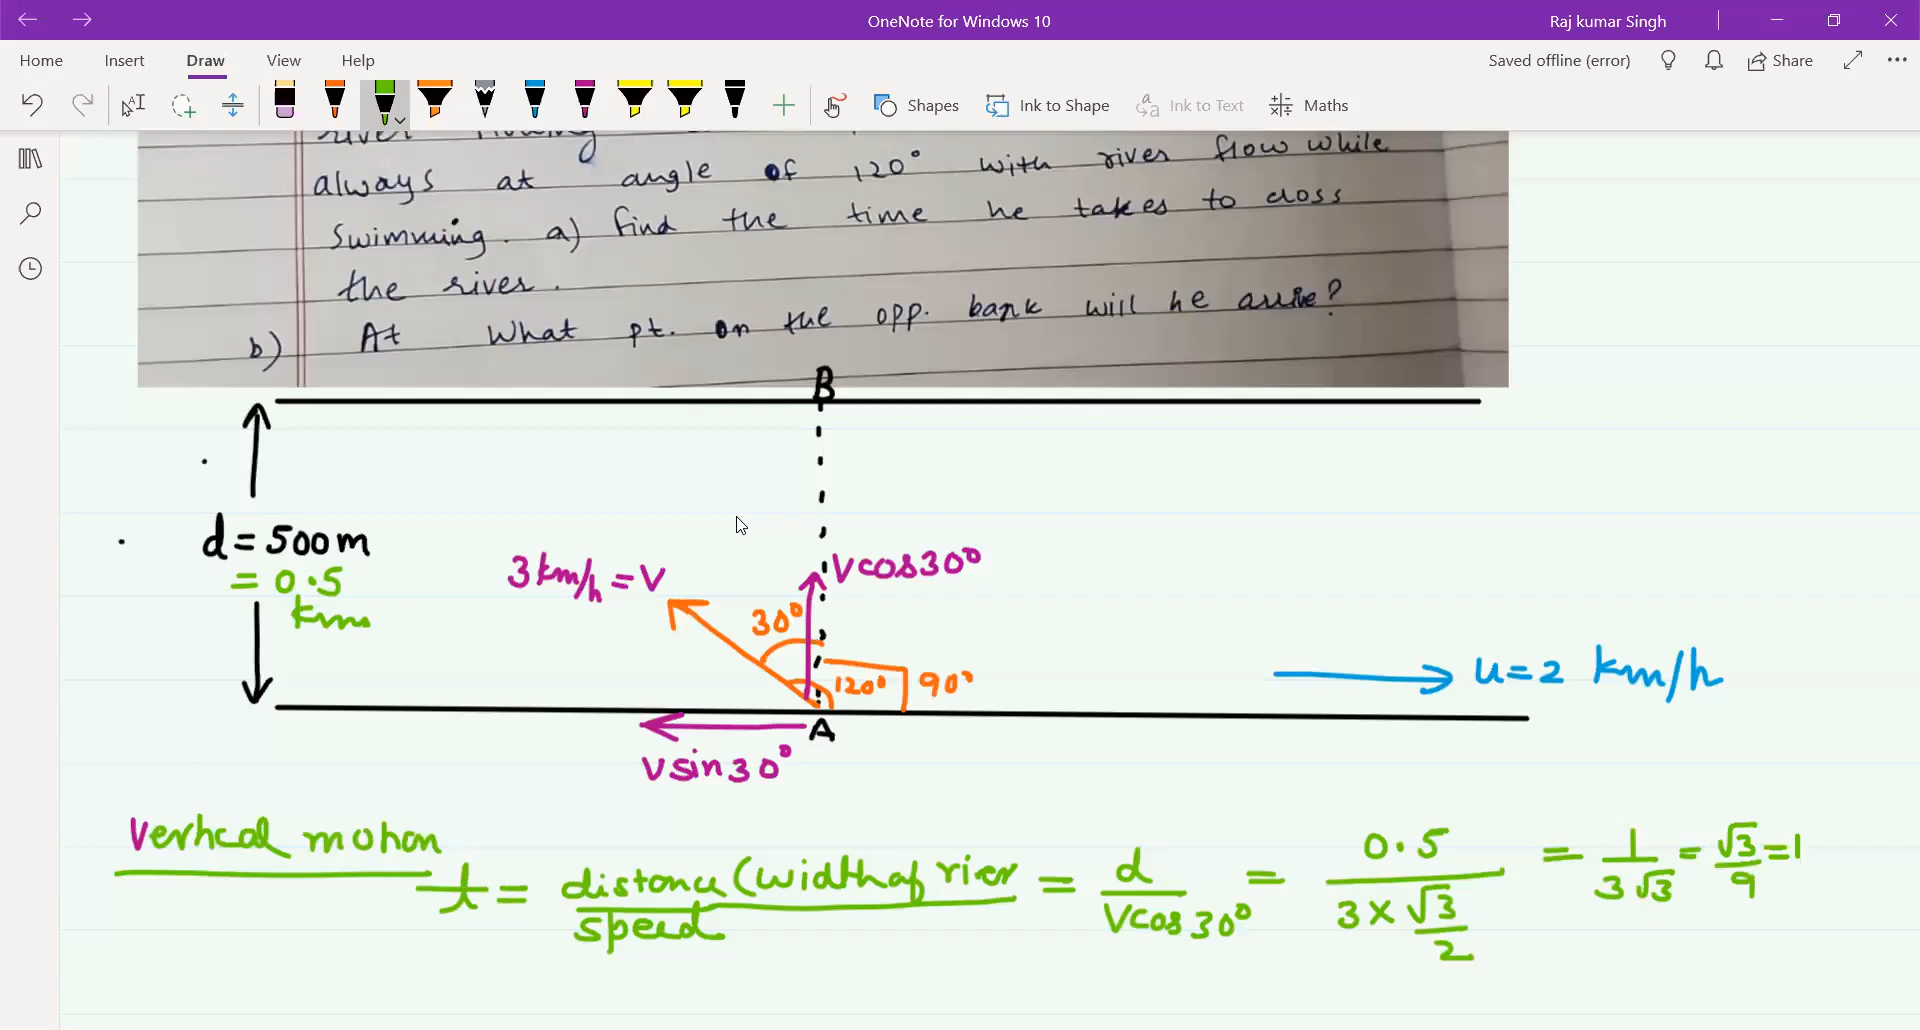 OneNote for Windows 10
Raj kumar Singh
Home Insert Draw View Help
Saved offline (error) Share
Shapes Ink to Shape Ink to Text Maths
river flowing
always at angle of 120° with river flow while
swimming. a) find the time he takes to cross
the river.
b) At what pt. on the opp. bank will he arrive?
B
d = 500m
= 0.5
km
3 km/h = V
Vcos30°
30°
120° 90°
u = 2 km/h
A
Vsin30°
Vertical motion
t = distance (width of river / speed = d / Vcos30° = 0.5 / 3 × √3/2 = 1 / 3√3 = √3 / 9 = 1